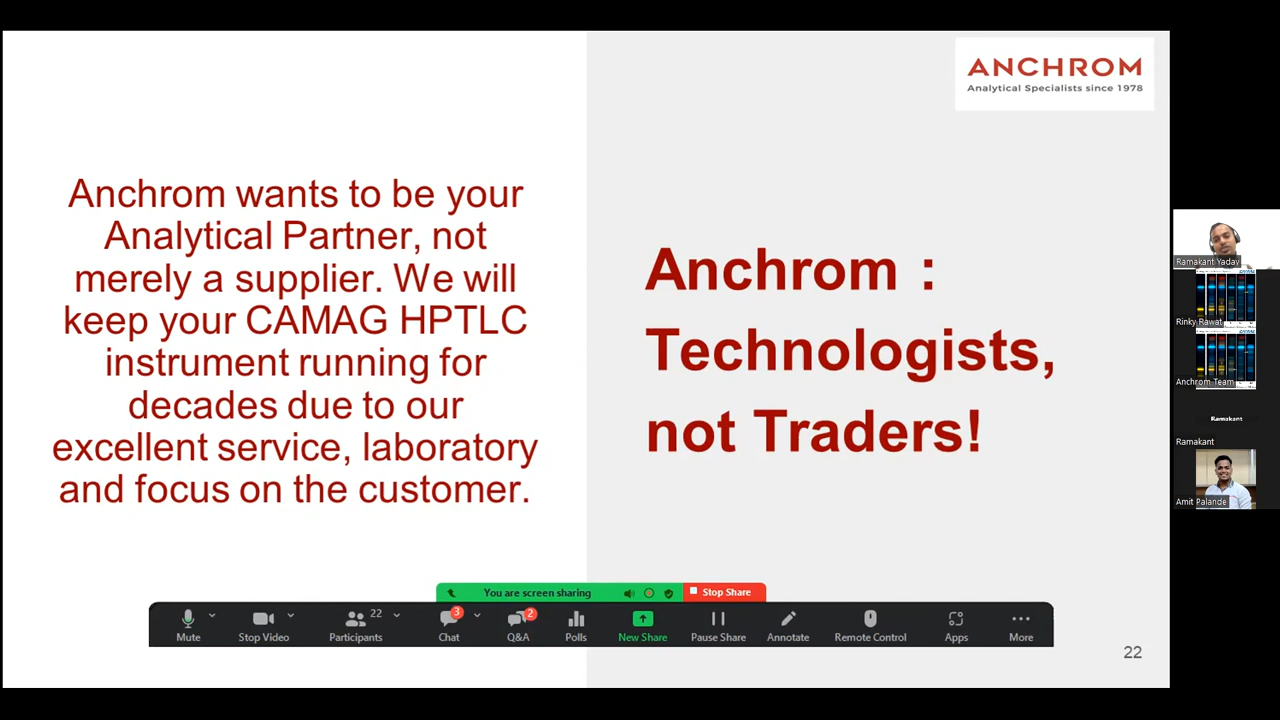 ANCHROM
Analytical Specialists since 1978
Anchrom wants to be your
Analytical Partner, not
merely a supplier. We will
keep your CAMAG HPTLC
instrument running for
decades due to our
excellent service, laboratory
and focus on the customer.
Anchrom :
Technologists,
not Traders!
Ramakant Yadav
Rinky Rawat
Anchrom Team
Ramakant
Ramakant
Amit Palande
You are screen sharing
Stop Share
Mute
Stop Video
22
Participants
3
Chat
2
Q&A
Polls
New Share
Pause Share
Annotate
Remote Control
Apps
More
22